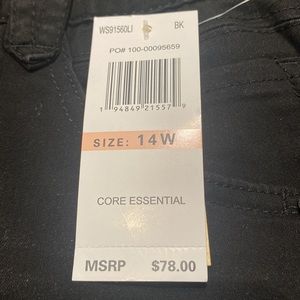 WS91560LI BK
PO# 100-00095659
1 94849 21557 9
SIZE: 14W
CORE ESSENTIAL
MSRP $78.00